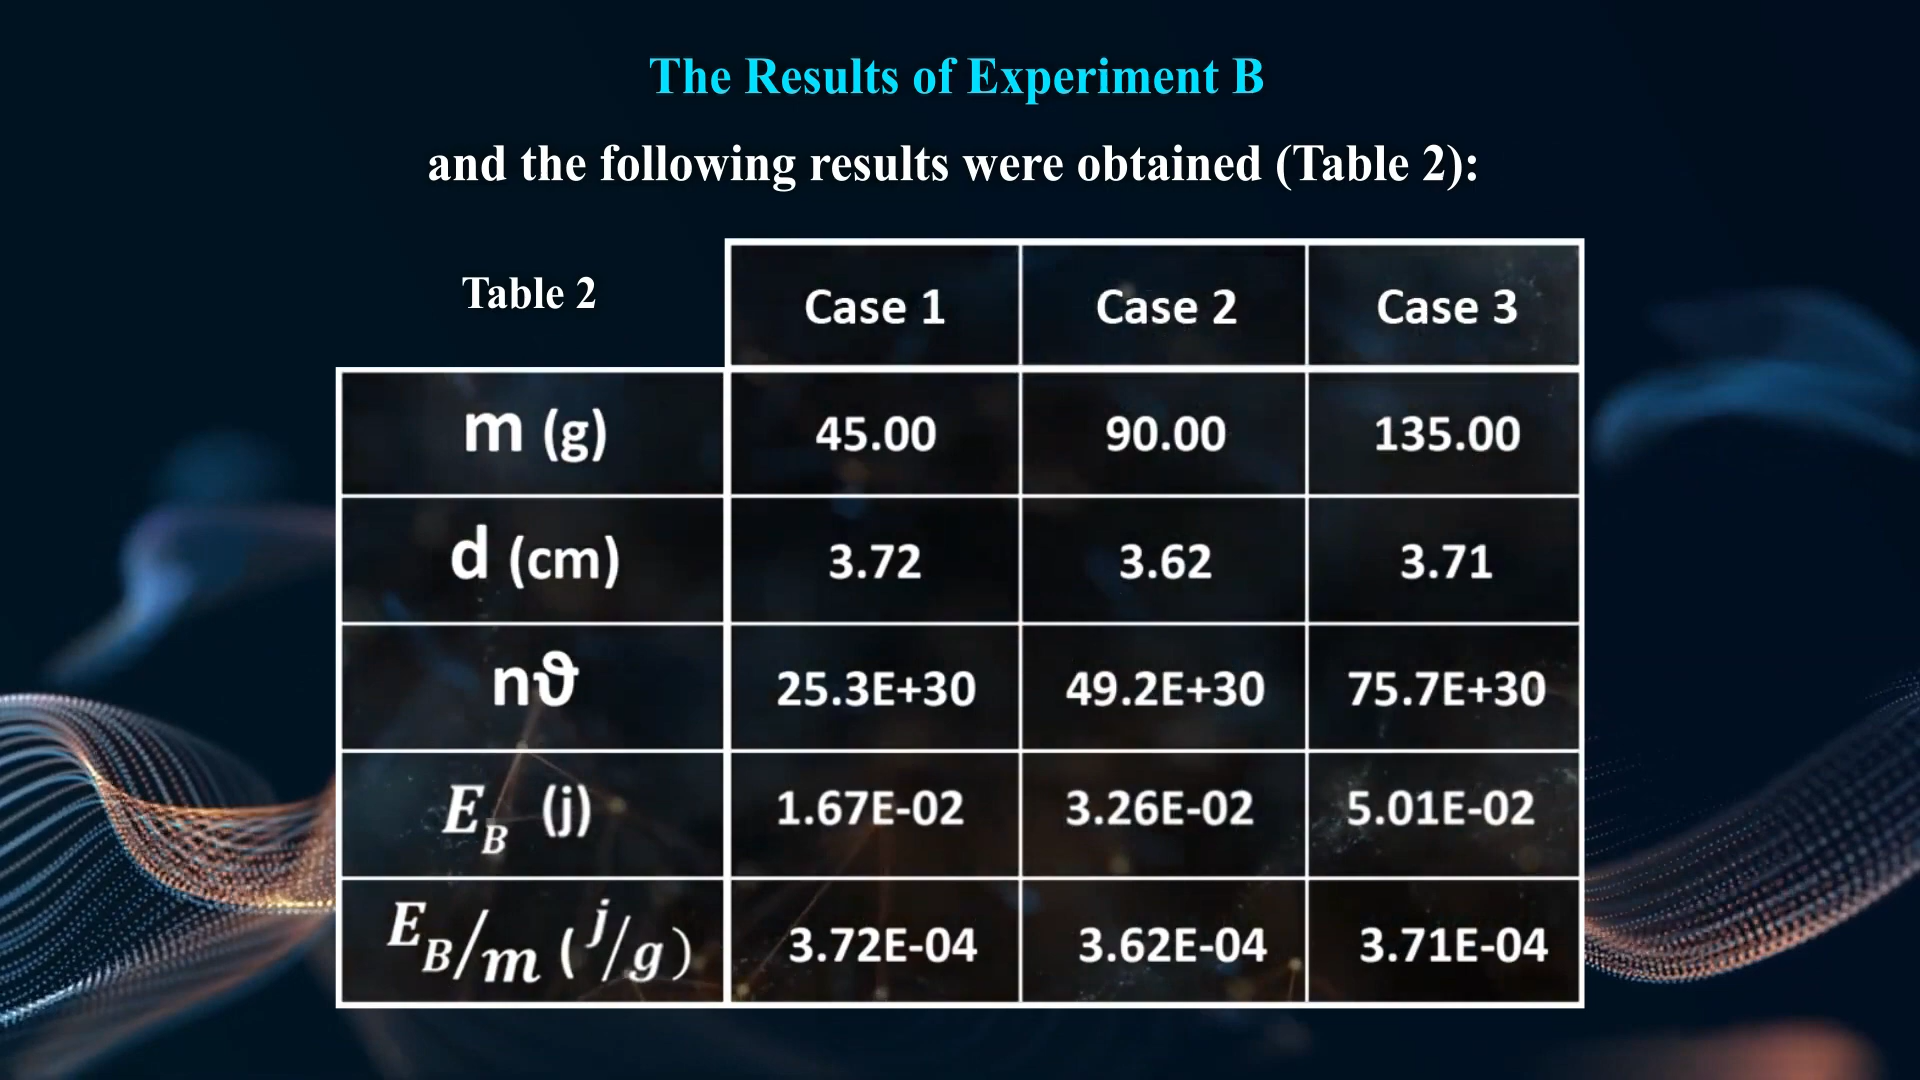 The Results of Experiment B
and the following results were obtained (Table 2):
Table 2 Case 1 Case 2 Case 3
m (g) 45.00 90.00 135.00
d (cm) 3.72 3.62 3.71
nϑ 25.3E+30 49.2E+30 75.7E+30
E_B (j) 1.67E-02 3.26E-02 5.01E-02
E_B/m (j/g) 3.72E-04 3.62E-04 3.71E-04